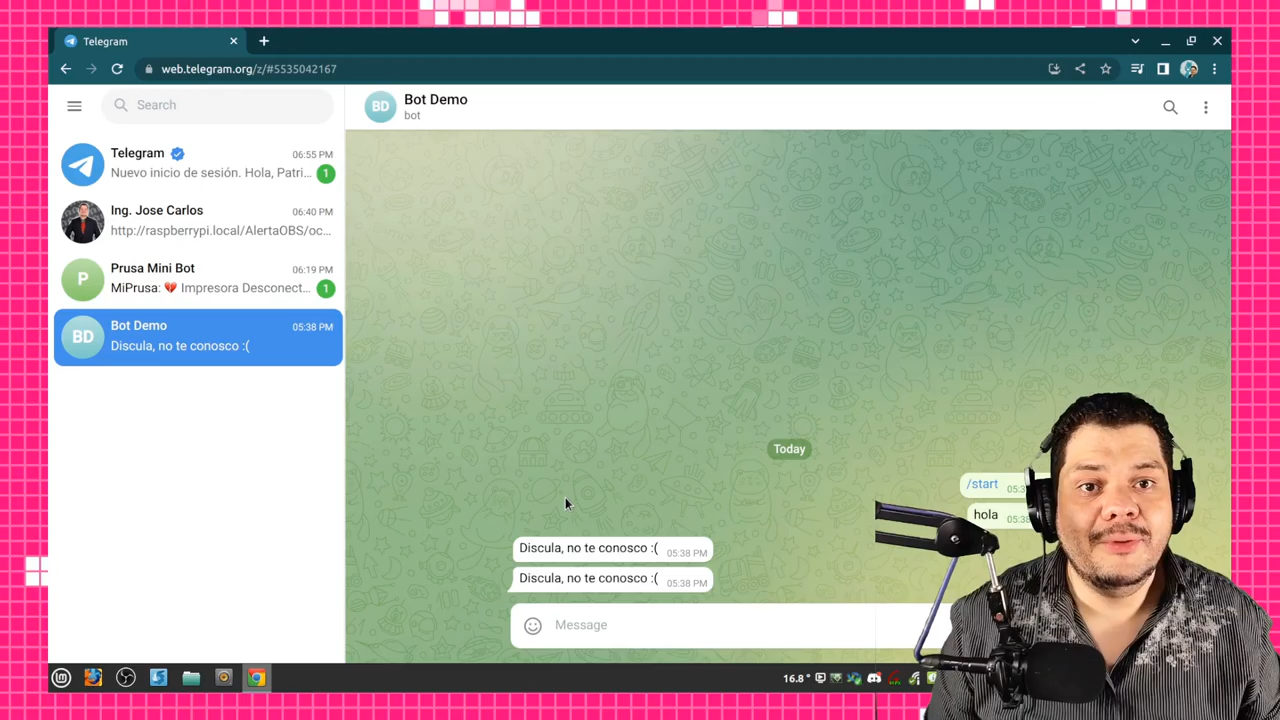 Telegram
web.telegram.org/z/#5535042167
Search
Telegram 06:55 PM
Nuevo inicio de sesión. Hola, Patri... 1
Ing. Jose Carlos 06:40 PM
http://raspberrypi.local/AlertaOBS/oc...
P
Prusa Mini Bot 06:19 PM
MiPrusa: 💔 Impresora Desconect... 1
BD
Bot Demo 05:38 PM
Discula, no te conosco :(
BD
Bot Demo
bot
Today
/start
hola
Discula, no te conosco :( 05:38 PM
Discula, no te conosco :( 05:38 PM
Message
16.8°